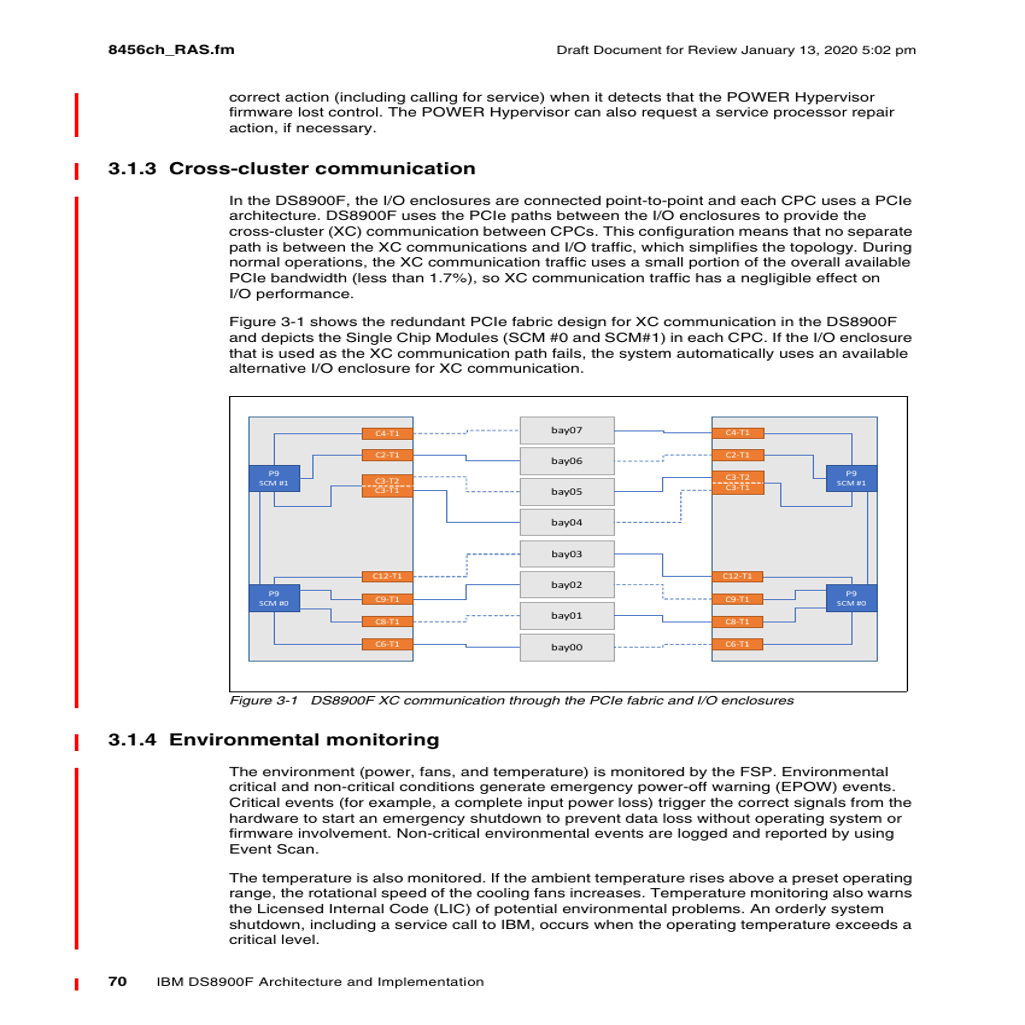 8456ch_RAS.fm
Draft Document for Review January 13, 2020 5:02 pm
correct action (including calling for service) when it detects that the POWER Hypervisor
firmware lost control. The POWER Hypervisor can also request a service processor repair
action, if necessary.
3.1.3 Cross-cluster communication
In the DS8900F, the I/O enclosures are connected point-to-point and each CPC uses a PCIe
architecture. DS8900F uses the PCIe paths between the I/O enclosures to provide the
cross-cluster (XC) communication between CPCs. This configuration means that no separate
path is between the XC communications and I/O traffic, which simplifies the topology. During
normal operations, the XC communication traffic uses a small portion of the overall available
PCIe bandwidth (less than 1.7%), so XC communication traffic has a negligible effect on
I/O performance.
Figure 3-1 shows the redundant PCIe fabric design for XC communication in the DS8900F
and depicts the Single Chip Modules (SCM #0 and SCM#1) in each CPC. If the I/O enclosure
that is used as the XC communication path fails, the system automatically uses an available
alternative I/O enclosure for XC communication.
C4-T1
bay07
C4-T1
C2-T1
bay06
C2-T1
P9
SCM #1
C3-T2
C3-T1
bay05
C3-T2
C3-T1
P9
SCM #1
bay04
bay03
C12-T1
C12-T1
bay02
P9
SCM #0
C9-T1
C9-T1
P9
SCM #0
bay01
C8-T1
C8-T1
C6-T1
bay00
C6-T1
Figure 3-1 DS8900F XC communication through the PCIe fabric and I/O enclosures
3.1.4 Environmental monitoring
The environment (power, fans, and temperature) is monitored by the FSP. Environmental
critical and non-critical conditions generate emergency power-off warning (EPOW) events.
Critical events (for example, a complete input power loss) trigger the correct signals from the
hardware to start an emergency shutdown to prevent data loss without operating system or
firmware involvement. Non-critical environmental events are logged and reported by using
Event Scan.
The temperature is also monitored. If the ambient temperature rises above a preset operating
range, the rotational speed of the cooling fans increases. Temperature monitoring also warns
the Licensed Internal Code (LIC) of potential environmental problems. An orderly system
shutdown, including a service call to IBM, occurs when the operating temperature exceeds a
critical level.
70 IBM DS8900F Architecture and Implementation